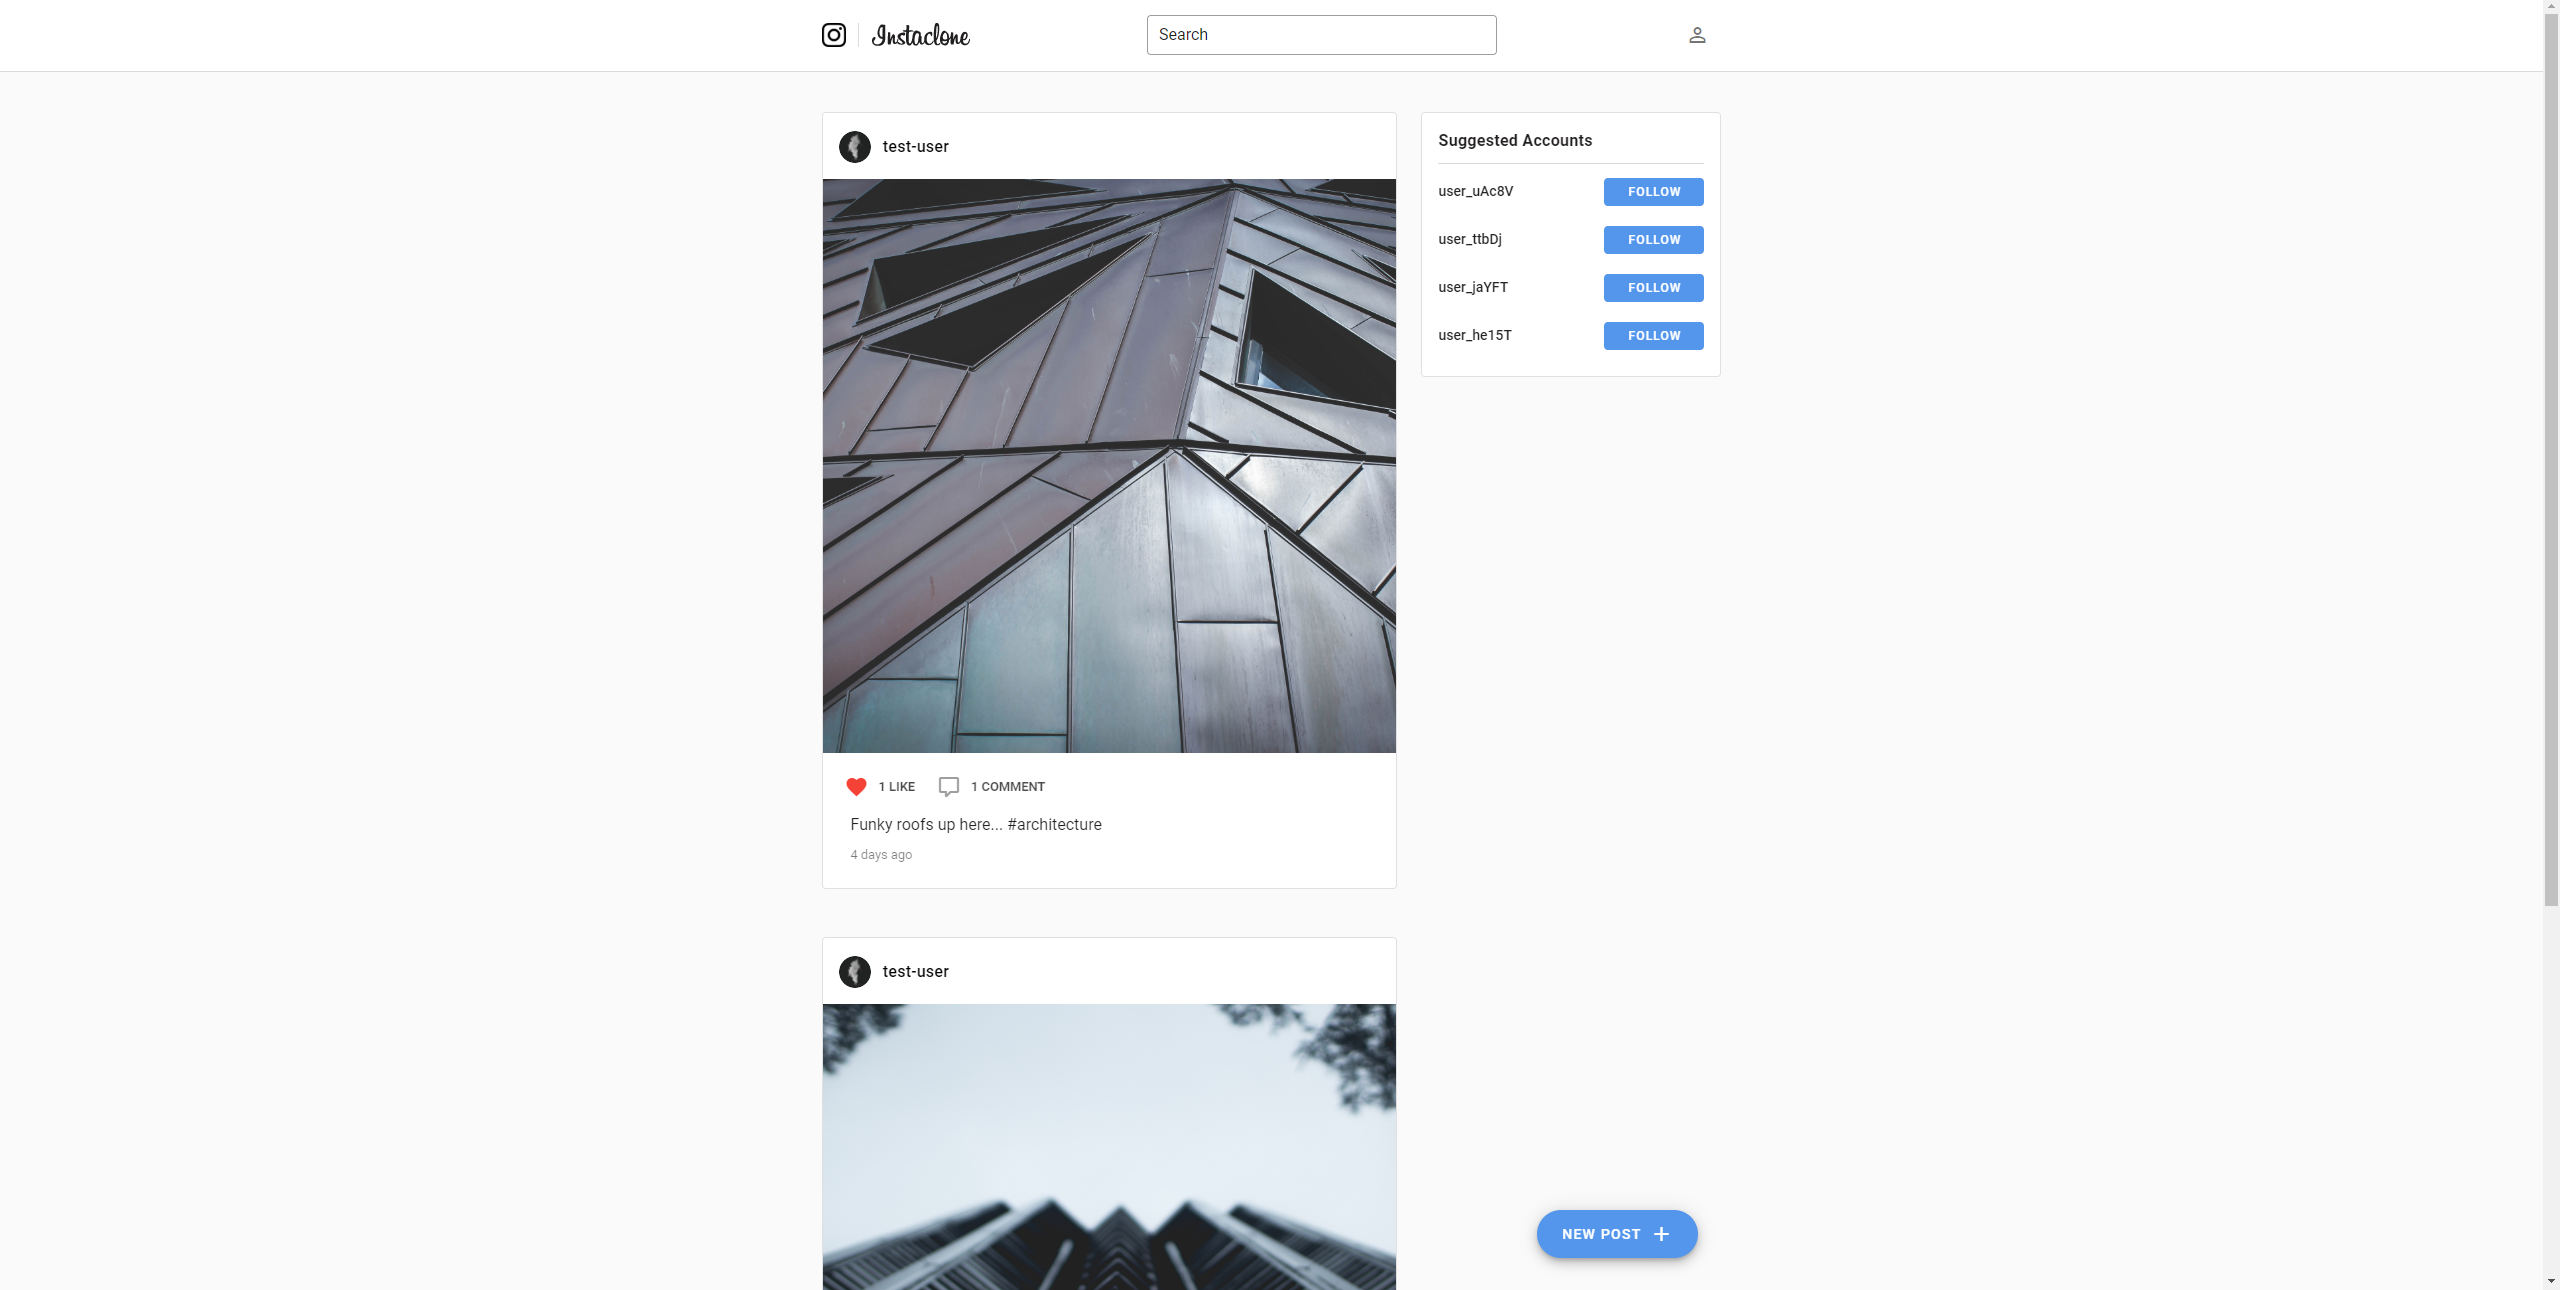 Instaclone
Search
test-user
1 LIKE
1 COMMENT
Funky roofs up here... #architecture
4 days ago
Suggested Accounts
user_uAc8V
FOLLOW
user_ttbDj
FOLLOW
user_jaYFT
FOLLOW
user_he15T
FOLLOW
test-user
NEW POST